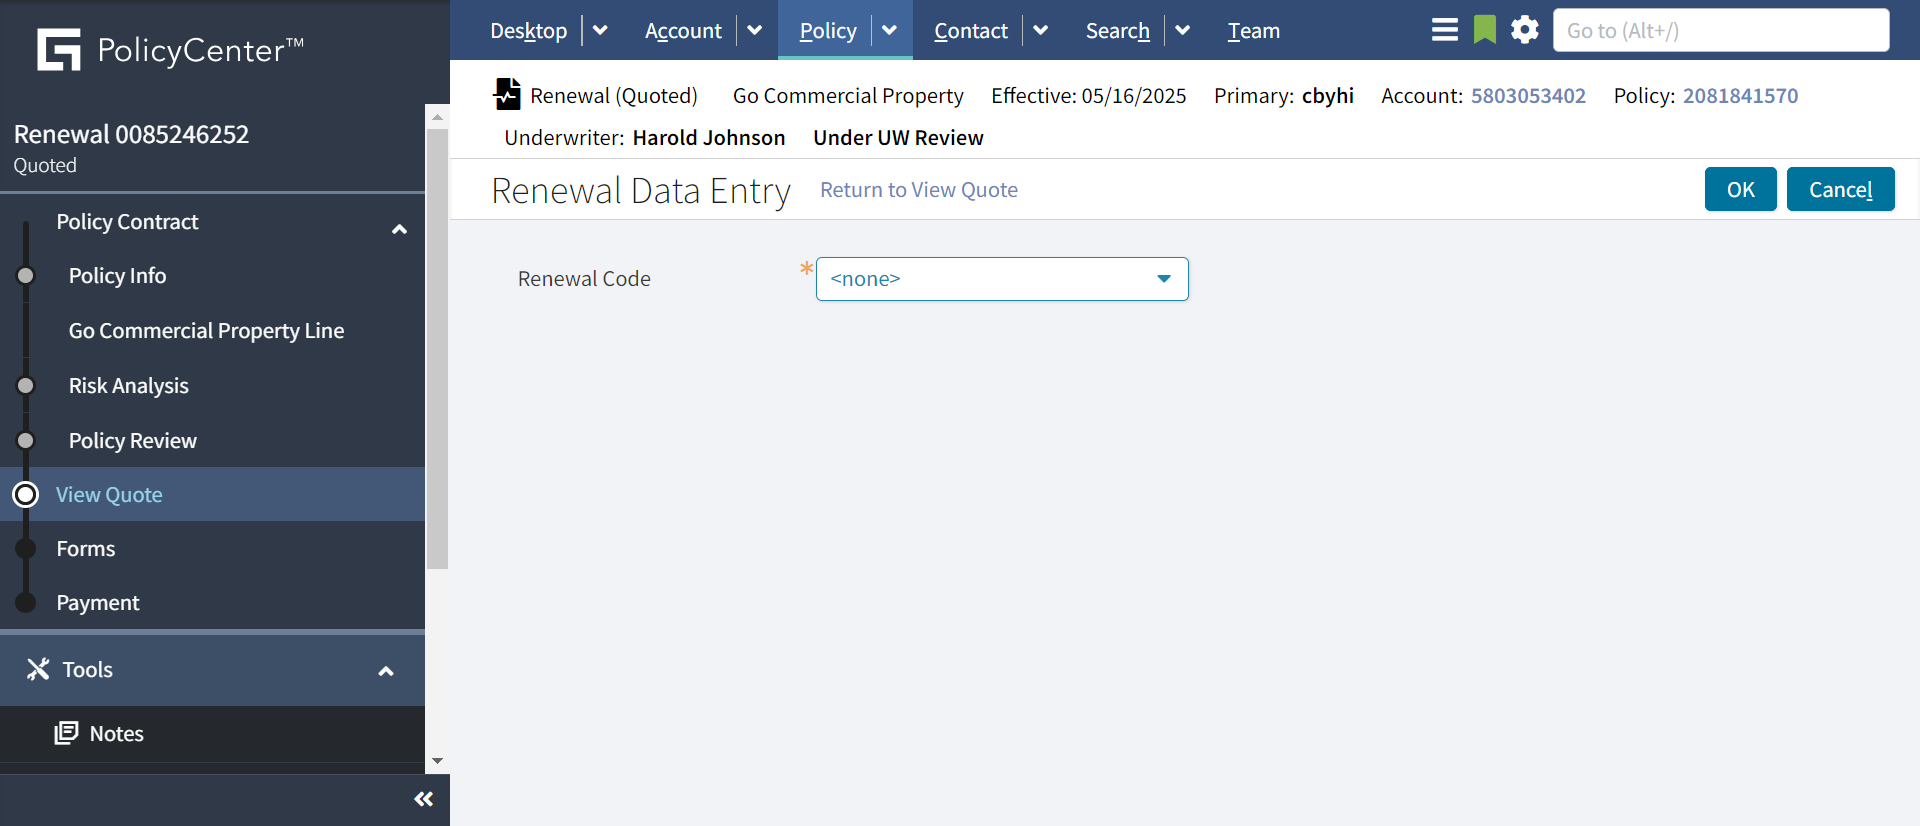 PolicyCenter™
Desktop Account Policy Contact Search Team Go to (Alt+/)
Renewal (Quoted) Go Commercial Property Effective: 05/16/2025 Primary: cbyhi Account: 5803053402 Policy: 2081841570
Underwriter: Harold Johnson Under UW Review
Renewal 0085246252
Quoted
Policy Contract
Policy Info
Go Commercial Property Line
Risk Analysis
Policy Review
View Quote
Forms
Payment
Tools
Notes
Renewal Data Entry Return to View Quote OK Cancel
Renewal Code * <none>